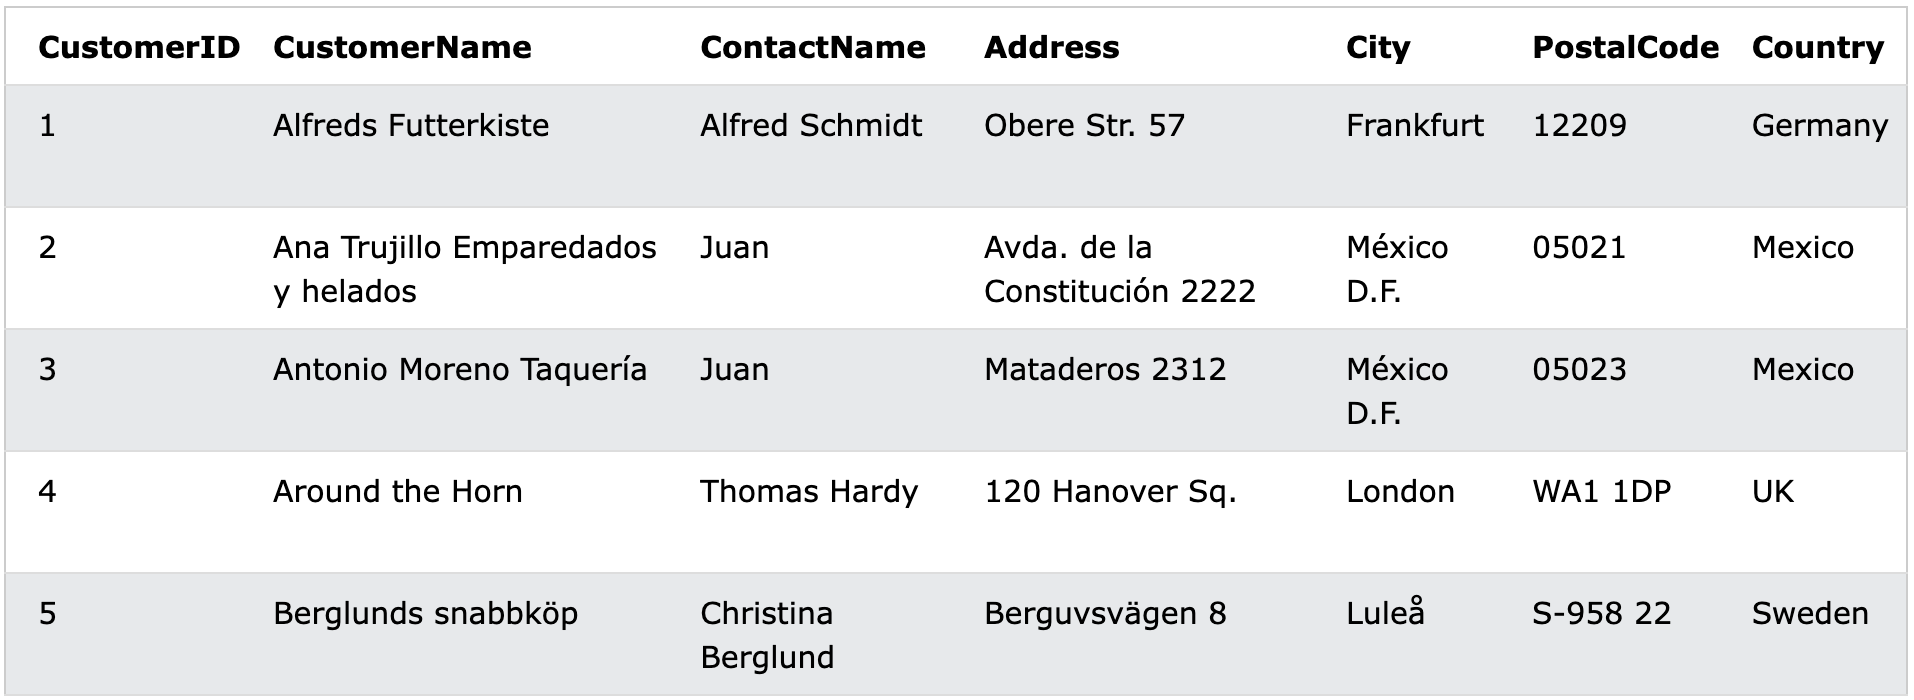 CustomerID CustomerName ContactName Address City PostalCode Country
1 Alfreds Futterkiste Alfred Schmidt Obere Str. 57 Frankfurt 12209 Germany
2 Ana Trujillo Emparedados Juan Avda. de la México 05021 Mexico
y helados Constitución 2222 D.F.
3 Antonio Moreno Taquería Juan Mataderos 2312 México 05023 Mexico
D.F.
4 Around the Horn Thomas Hardy 120 Hanover Sq. London WA1 1DP UK
5 Berglunds snabbköp Christina Berguvsvägen 8 Luleå S-958 22 Sweden
Berglund